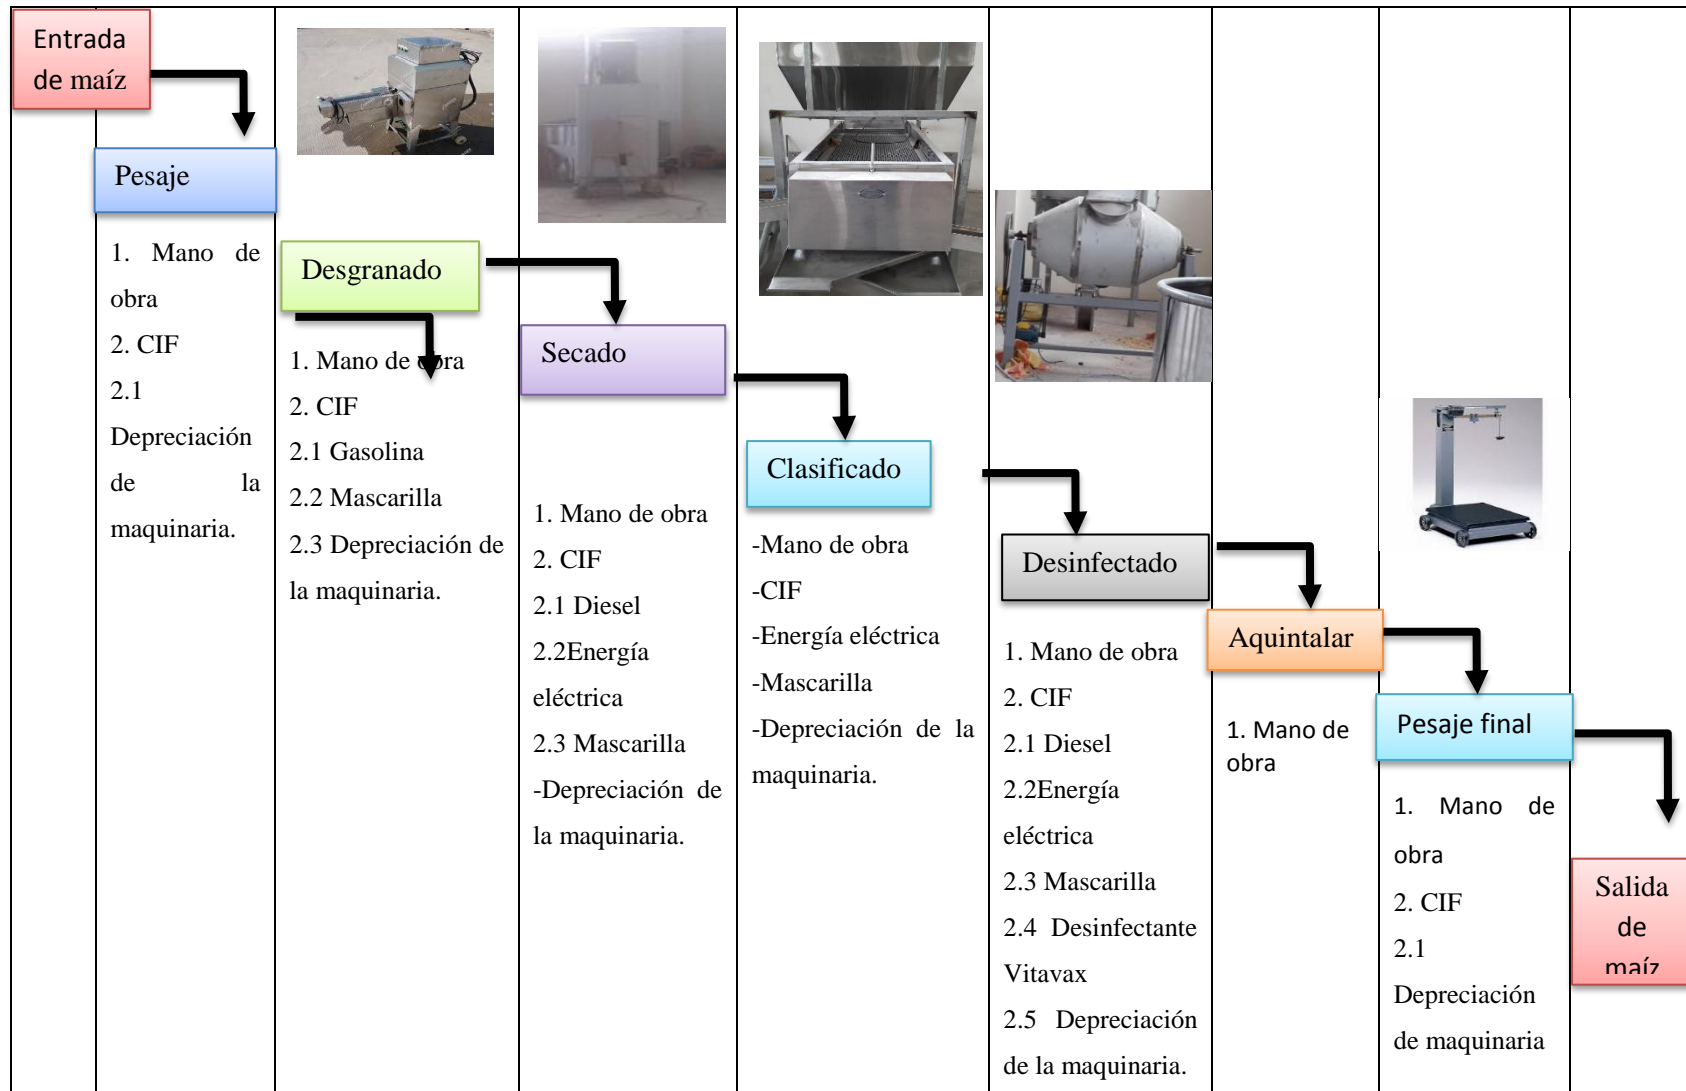 Entrada
de maíz
Pesaje
1. Mano de
obra
2. CIF
2.1
Depreciación
de la
maquinaria.
Desgranado
1. Mano de obra
2. CIF
2.1 Gasolina
2.2 Mascarilla
2.3 Depreciación de
la maquinaria.
Secado
1. Mano de obra
2. CIF
2.1 Diesel
2.2Energía
eléctrica
2.3 Mascarilla
-Depreciación de
la maquinaria.
Clasificado
-Mano de obra
-CIF
-Energía eléctrica
-Mascarilla
-Depreciación de la
maquinaria.
Desinfectado
1. Mano de obra
2. CIF
2.1 Diesel
2.2Energía
eléctrica
2.3 Mascarilla
2.4 Desinfectante
Vitavax
2.5 Depreciación
de la maquinaria.
Aquintalar
1. Mano de
obra
Pesaje final
1. Mano de
obra
2. CIF
2.1
Depreciación
de maquinaria
Salida
de
maíz